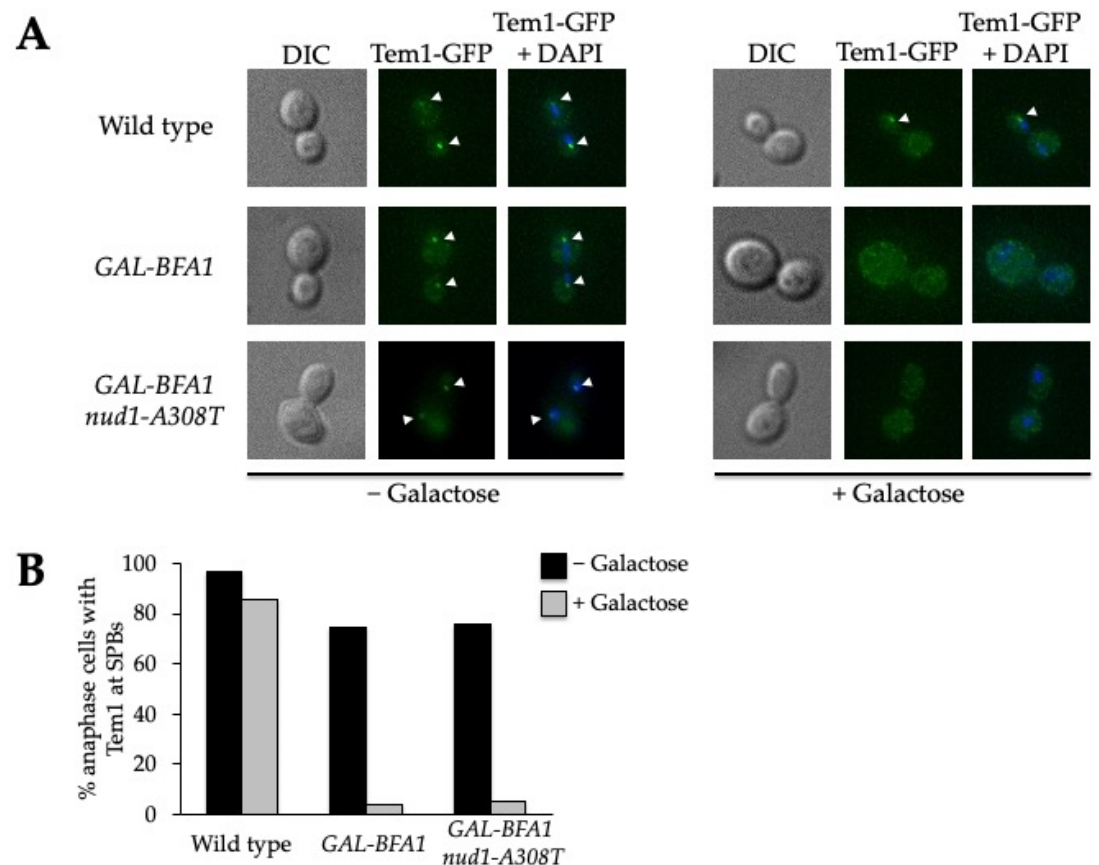 A
DIC
Tem1-GFP
Tem1-GFP
+ DAPI
DIC
Tem1-GFP
Tem1-GFP
+ DAPI
Wild type
GAL-BFA1
GAL-BFA1
nud1-A308T
− Galactose
+ Galactose
B
% anaphase cells with
Tem1 at SPBs
100
80
60
40
20
0
− Galactose
+ Galactose
Wild type
GAL-BFA1
GAL-BFA1
nud1-A308T